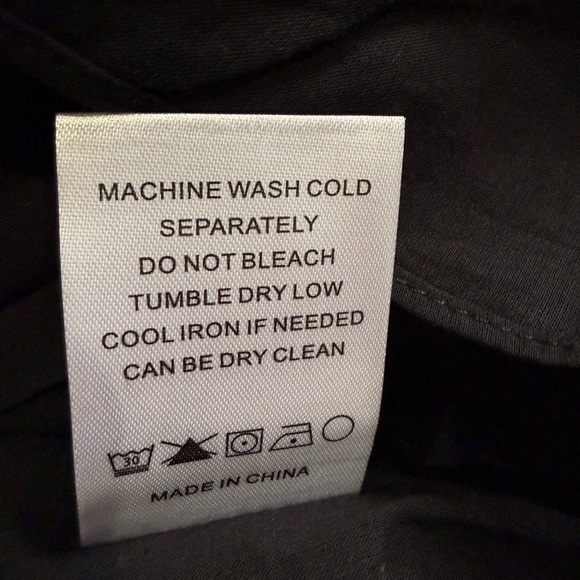 MACHINE WASH COLD
SEPARATELY
DO NOT BLEACH
TUMBLE DRY LOW
COOL IRON IF NEEDED
CAN BE DRY CLEAN
30
MADE IN CHINA